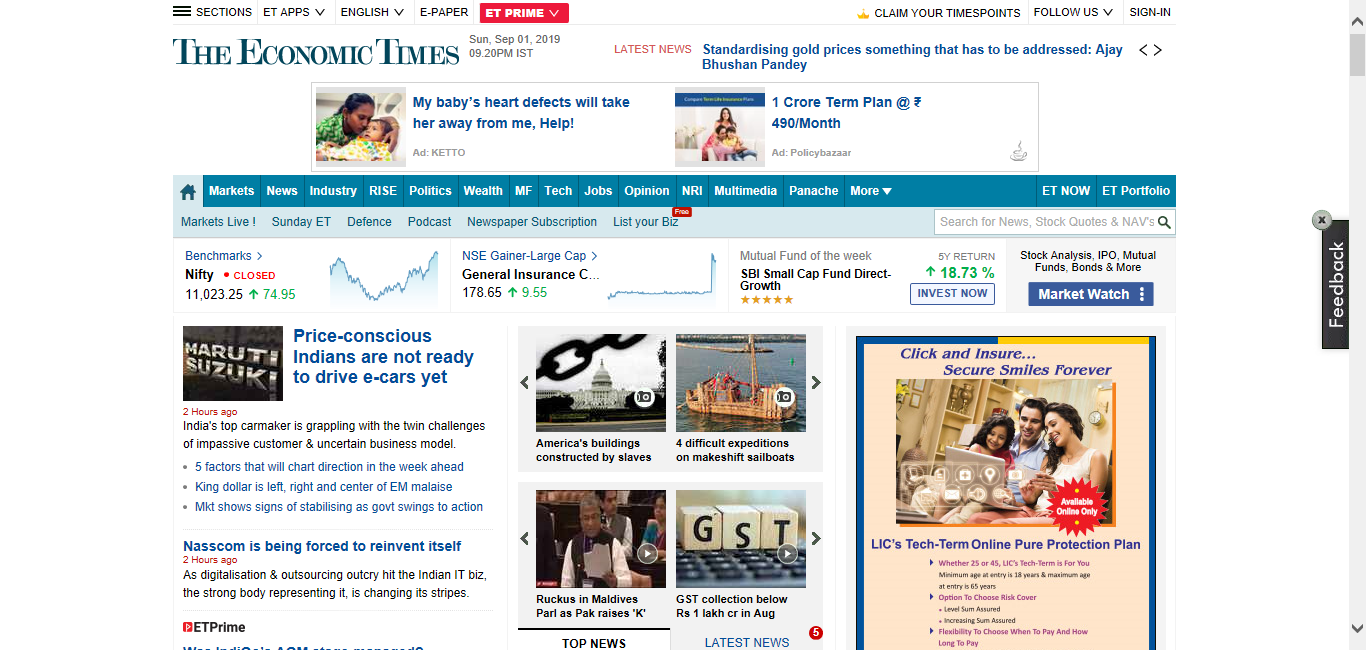 SECTIONS ET APPS ENGLISH E-PAPER ET PRIME CLAIM YOUR TIMESPOINTS FOLLOW US SIGN-IN
THE ECONOMIC TIMES
Sun, Sep 01, 2019
09.20PM IST
LATEST NEWS
Standardising gold prices something that has to be addressed: Ajay
Bhushan Pandey
My baby's heart defects will take
her away from me, Help!
Ad: KETTO
Compare Term Life Insurance Plans
1 Crore Term Plan @ ₹
490/Month
Ad: Policybazaar
Markets News Industry RISE Politics Wealth MF Tech Jobs Opinion NRI Multimedia Panache More ET NOW ET Portfolio
Markets Live ! Sunday ET Defence Podcast Newspaper Subscription List your Biz Free
Search for News, Stock Quotes & NAV's
x
Feedback
Benchmarks
Nifty CLOSED
11,023.25 74.95
NSE Gainer-Large Cap
General Insurance C...
178.65 9.55
Mutual Fund of the week
SBI Small Cap Fund Direct-
Growth
5Y RETURN
18.73 %
INVEST NOW
Stock Analysis, IPO, Mutual
Funds, Bonds & More
Market Watch
MARUTI
SUZUKI
Price-conscious
Indians are not ready
to drive e-cars yet
2 Hours ago
India's top carmaker is grappling with the twin challenges
of impassive customer & uncertain business model.
5 factors that will chart direction in the week ahead
King dollar is left, right and center of EM malaise
Mkt shows signs of stabilising as govt swings to action
Nasscom is being forced to reinvent itself
2 Hours ago
As digitalisation & outsourcing outcry hit the Indian IT biz,
the strong body representing it, is changing its stripes.
ETPrime
Was IndiGo's AGM stage-managed?
America's buildings
constructed by slaves
4 difficult expeditions
on makeshift sailboats
GST
Ruckus in Maldives
Parl as Pak raises 'K'
GST collection below
Rs 1 lakh cr in Aug
TOP NEWS
LATEST NEWS 5
Click and Insure...
Secure Smiles Forever
Available
Online Only
LIC's Tech-Term Online Pure Protection Plan
Whether 25 or 45, LIC's Tech-Term is For You
Minimum age at entry is 18 years & maximum age
at entry is 65 years
Option To Choose Risk Cover
Level Sum Assured
Increasing Sum Assured
Flexibility To Choose When To Pay And How
Long To Pay